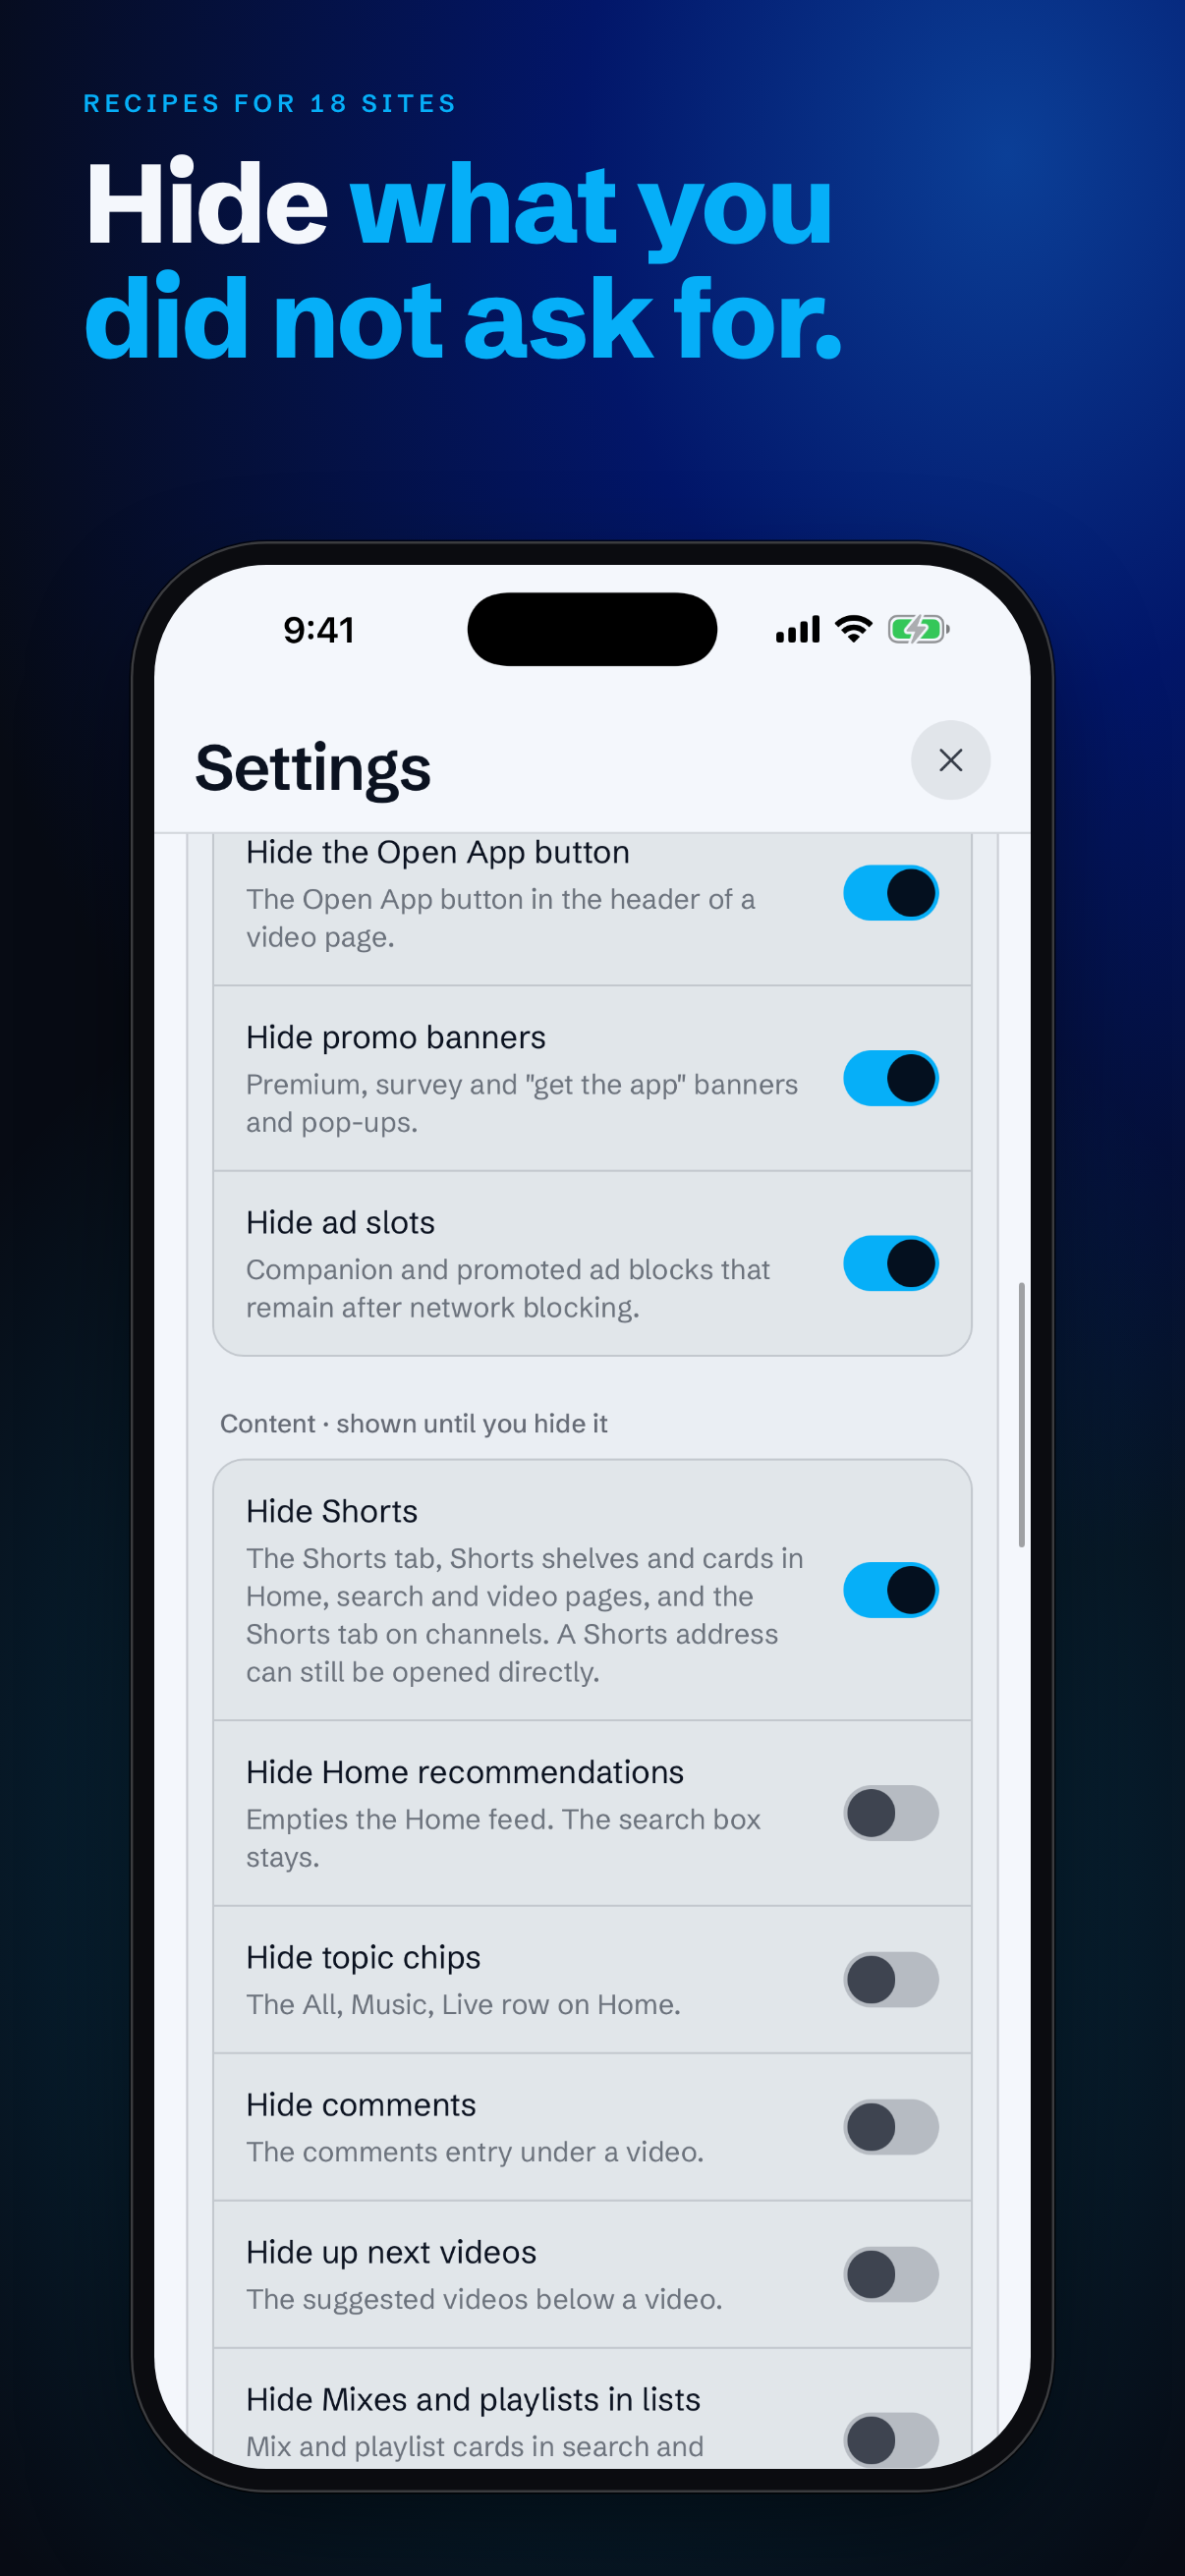 RECIPES FOR 18 SITES
Hide what you
did not ask for.
9:41
Settings
Hide the Open App button
The Open App button in the header of a
video page.
Hide promo banners
Premium, survey and "get the app" banners
and pop-ups.
Hide ad slots
Companion and promoted ad blocks that
remain after network blocking.
Content · shown until you hide it
Hide Shorts
The Shorts tab, Shorts shelves and cards in
Home, search and video pages, and the
Shorts tab on channels. A Shorts address
can still be opened directly.
Hide Home recommendations
Empties the Home feed. The search box
stays.
Hide topic chips
The All, Music, Live row on Home.
Hide comments
The comments entry under a video.
Hide up next videos
The suggested videos below a video.
Hide Mixes and playlists in lists
Mix and playlist cards in search and